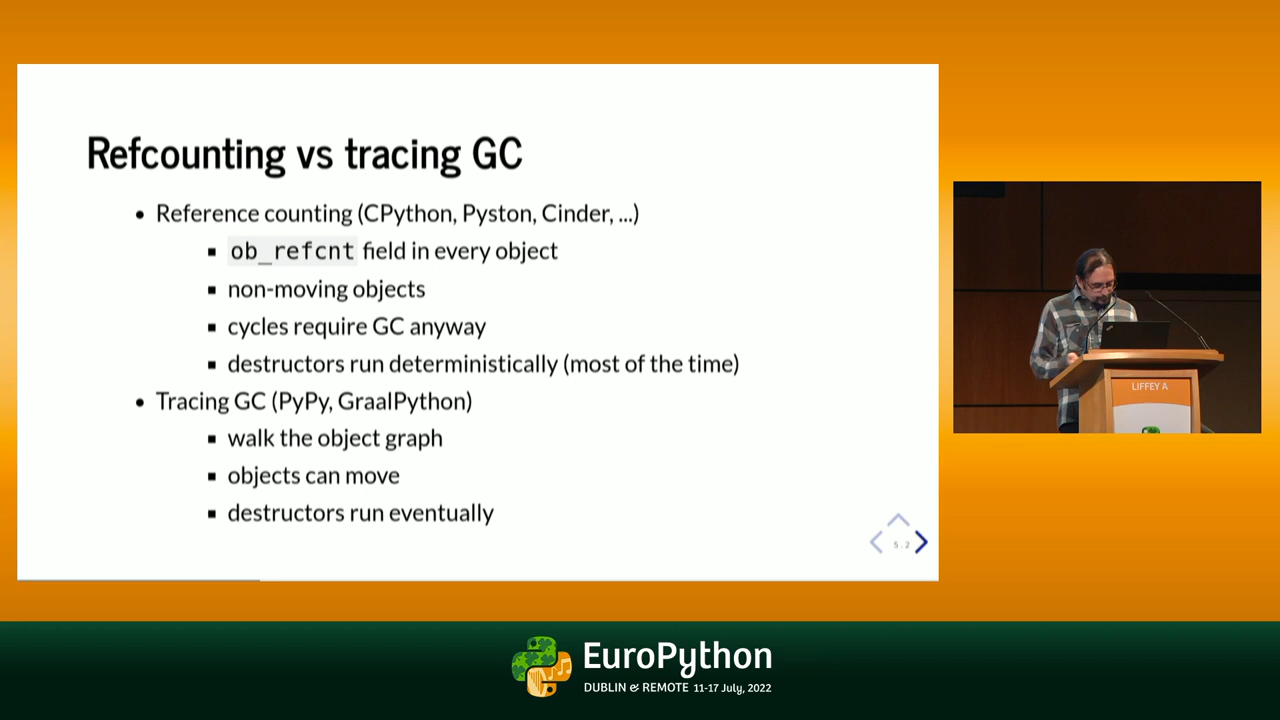 Refcounting vs tracing GC
• Reference counting (CPython, Pyston, Cinder, ...)
▪ ob_refcnt field in every object
▪ non-moving objects
▪ cycles require GC anyway
▪ destructors run deterministically (most of the time)
• Tracing GC (PyPy, GraalPython)
▪ walk the object graph
▪ objects can move
▪ destructors run eventually
5.2
LIFFEY A
EuroPython
DUBLIN & REMOTE 11-17 July, 2022